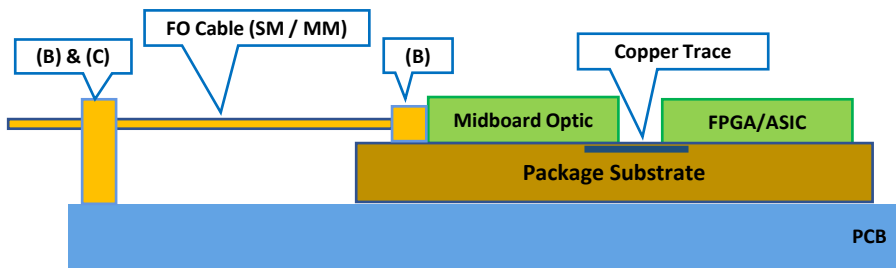 FO Cable (SM / MM)
(B) & (C)
(B)
Copper Trace
Midboard Optic
FPGA/ASIC
Package Substrate
PCB